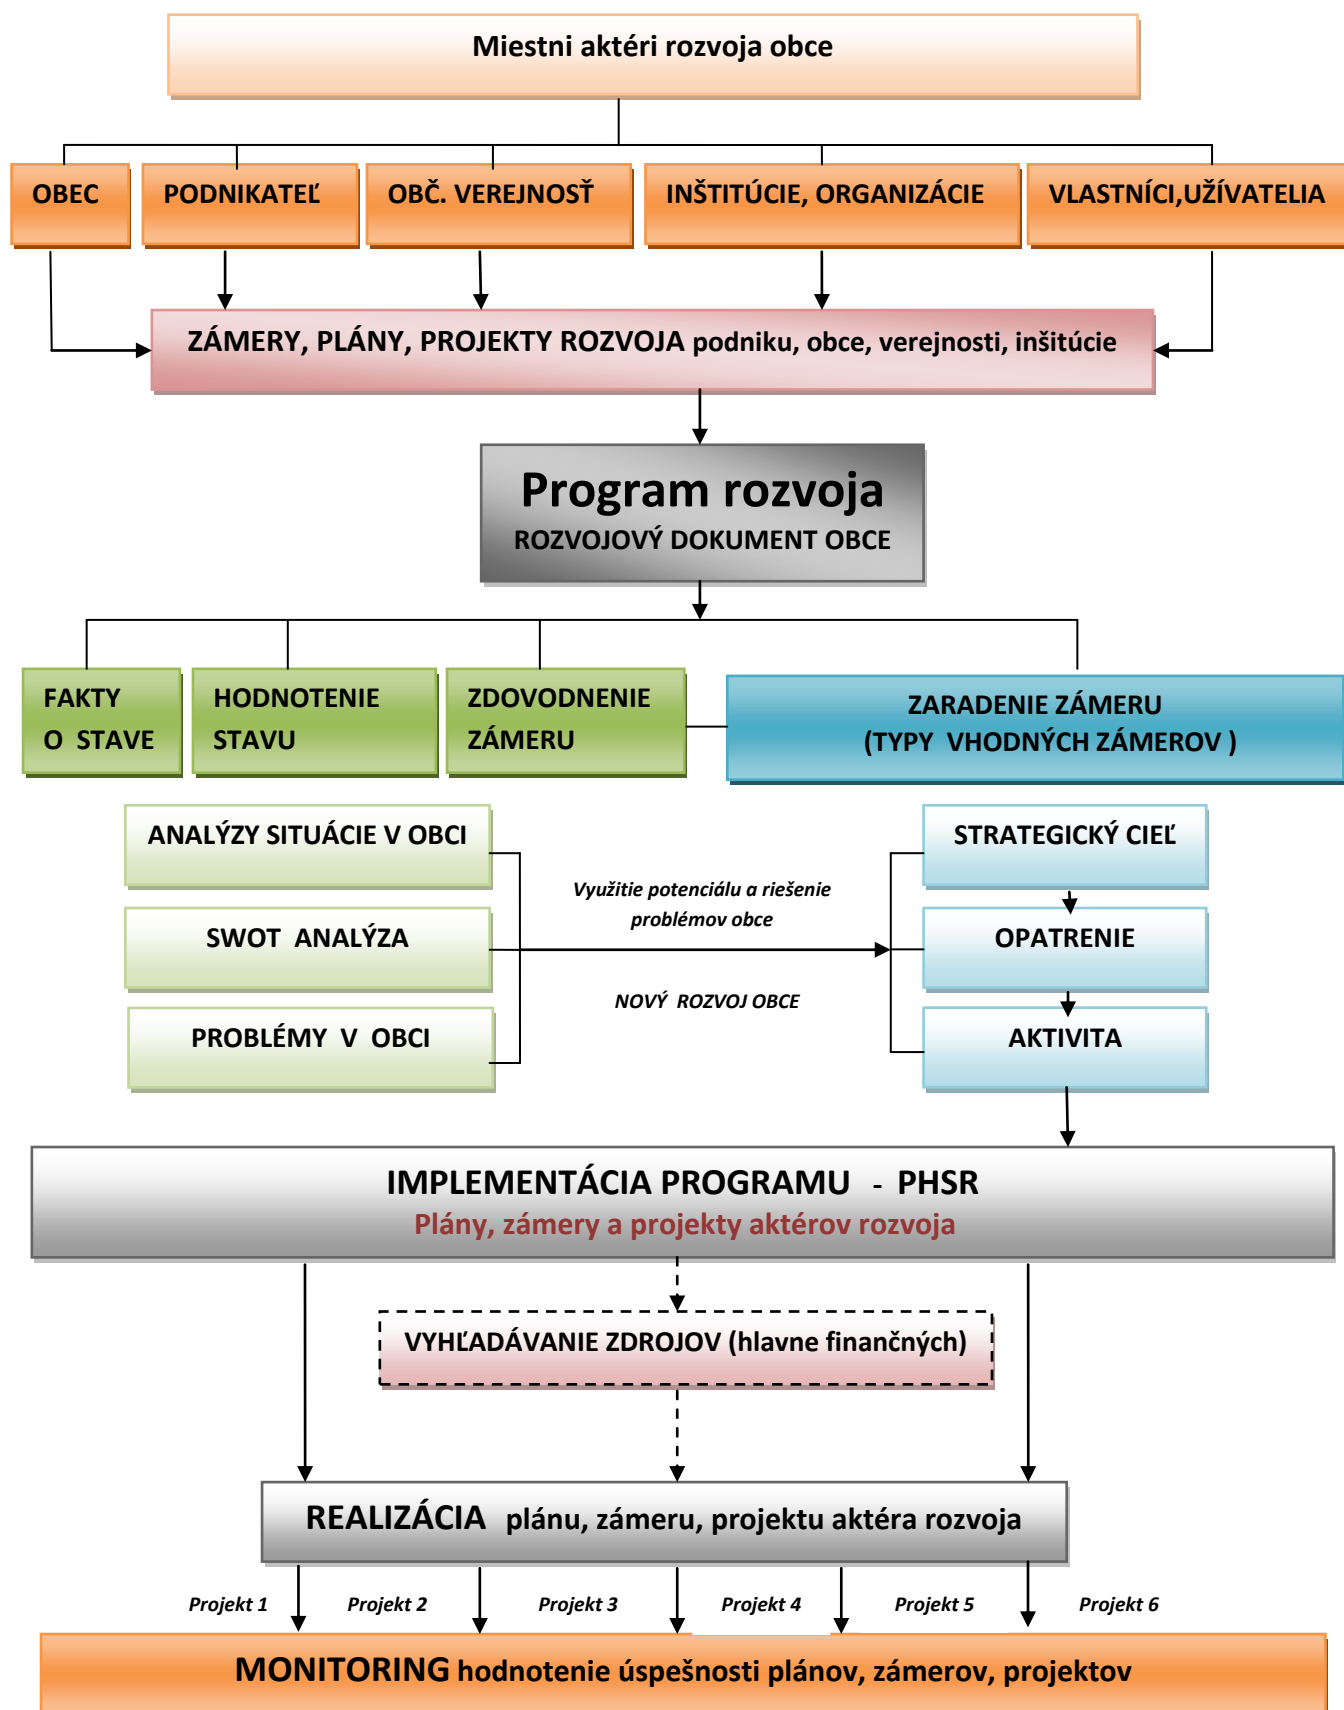 Miestni aktéri rozvoja obce
OBEC
PODNIKATEĽ
OBČ. VEREJNOSŤ
INŠTITÚCIE, ORGANIZÁCIE
VLASTNÍCI,UŽÍVATELIA
ZÁMERY, PLÁNY, PROJEKTY ROZVOJA podniku, obce, verejnosti, inšitúcie
Program rozvoja
ROZVOJOVÝ DOKUMENT OBCE
FAKTY
O STAVE
HODNOTENIE
STAVU
ZDOVODNENIE
ZÁMERU
ZARADENIE ZÁMERU
(TYPY VHODNÝCH ZÁMEROV )
ANALÝZY SITUÁCIE V OBCI
SWOT ANALÝZA
PROBLÉMY V OBCI
Využitie potenciálu a riešenie
problémov obce
NOVÝ ROZVOJ OBCE
STRATEGICKÝ CIEĽ
OPATRENIE
AKTIVITA
IMPLEMENTÁCIA PROGRAMU - PHSR
Plány, zámery a projekty aktérov rozvoja
VYHĽADÁVANIE ZDROJOV (hlavne finančných)
REALIZÁCIA plánu, zámeru, projektu aktéra rozvoja
Projekt 1
Projekt 2
Projekt 3
Projekt 4
Projekt 5
Projekt 6
MONITORING hodnotenie úspešnosti plánov, zámerov, projektov